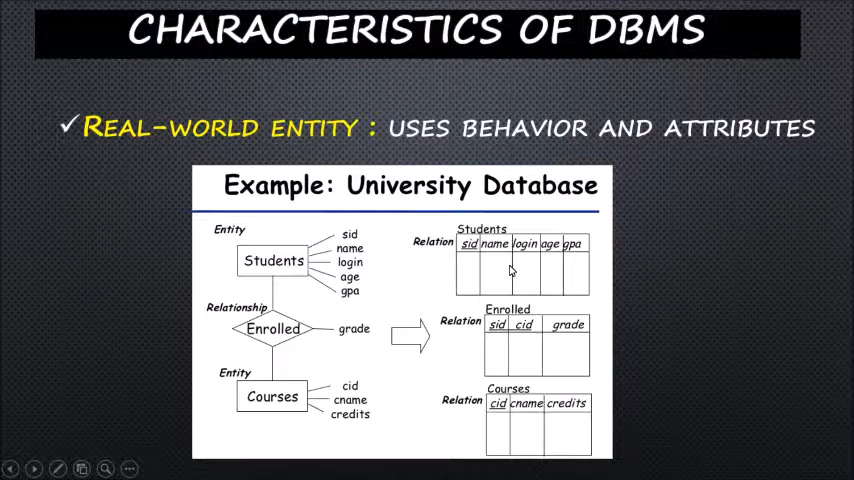 CHARACTERISTICS OF DBMS
✓ REAL-WORLD ENTITY : USES BEHAVIOR AND ATTRIBUTES
Example: University Database
Entity
Students
sid
name
login
age
gpa
Relationship
Enrolled
grade
Entity
Courses
cid
cname
credits
Students
Relation
sid name login age gpa
Enrolled
Relation
sid cid grade
Courses
Relation
cid cname credits